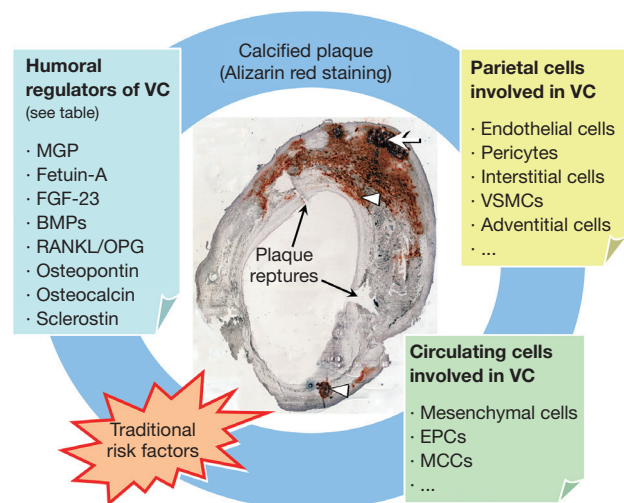 Calcified plaque
(Alizarin red staining)
Humoral
regulators of VC
(see table)
· MGP
· Fetuin-A
· FGF-23
· BMPs
· RANKL/OPG
· Osteopontin
· Osteocalcin
· Sclerostin
Parietal cells
involved in VC
· Endothelial cells
· Pericytes
· Interstitial cells
· VSMCs
· Adventitial cells
· ...
Plaque
reptures
Circulating cells
involved in VC
· Mesenchymal cells
· EPCs
· MCCs
· ...
Traditional
risk factors